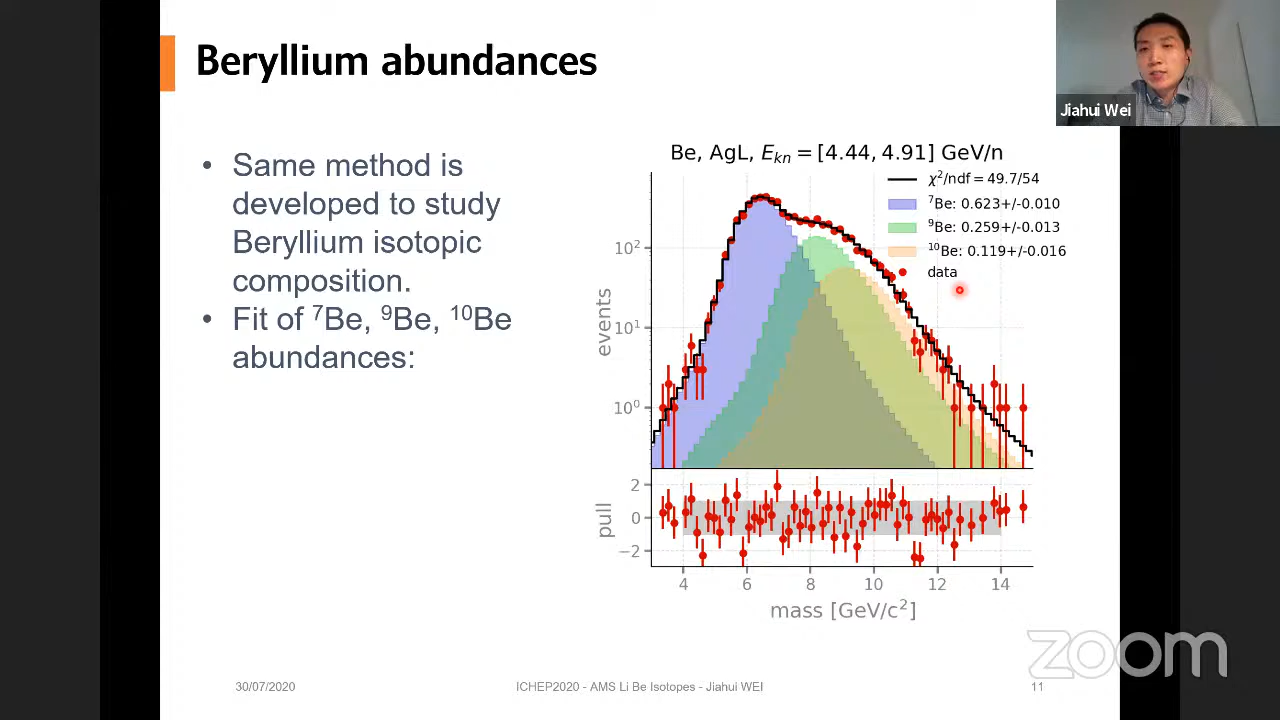 Beryllium abundances
Jiahui Wei
• Same method is
developed to study
Beryllium isotopic
composition.
• Fit of ⁷Be, ⁹Be, ¹⁰Be
abundances:
Be, AgL, Eₖₙ = [4.44, 4.91] GeV/n
χ²/ndf = 49.7/54
⁷Be: 0.623+/-0.010
⁹Be: 0.259+/-0.013
¹⁰Be: 0.119+/-0.016
data
events
10²
10¹
10⁰
pull
2
0
−2
4 6 8 10 12 14
mass [GeV/c²]
zoom
30/07/2020 ICHEP2020 - AMS Li Be Isotopes - Jiahui WEI 11